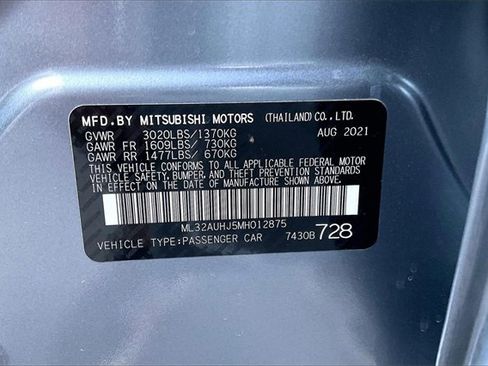 MFD.BY MITSUBISHI MOTORS (THAILAND) CO., LTD.
GVWR 3020LBS/1370KG AUG 2021
GAWR FR 1609LBS/ 730KG
GAWR RR 1477LBS/ 670KG
THIS VEHICLE CONFORMS TO ALL APPLICABLE FEDERAL MOTOR
VEHICLE SAFETY, BUMPER, AND THEFT PREVENTION STANDARDS IN
EFFECT ON THE DATE OF MANUFACTURE SHOWN ABOVE.
ML32AUHJ5MH012875
VEHICLE TYPE:PASSENGER CAR 7430B 728